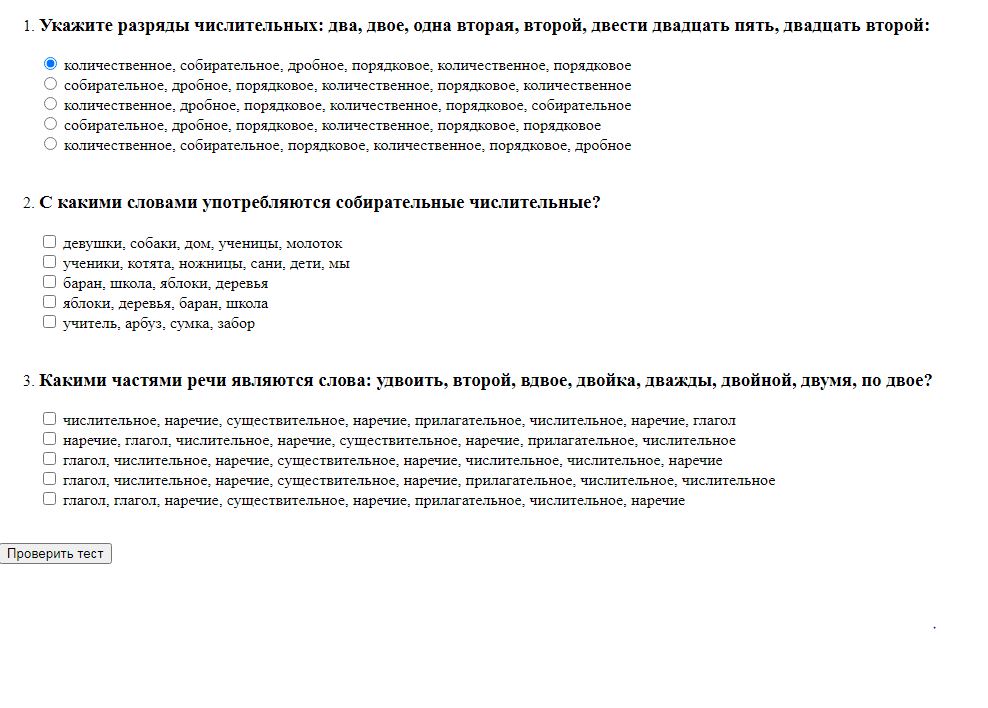 1. Укажите разряды числительных: два, двое, одна вторая, второй, двести двадцать пять, двадцать второй:
количественное, собирательное, дробное, порядковое, количественное, порядковое
собирательное, дробное, порядковое, количественное, порядковое, количественное
количественное, дробное, порядковое, количественное, порядковое, собирательное
собирательное, дробное, порядковое, количественное, порядковое, порядковое
количественное, собирательное, порядковое, количественное, порядковое, дробное
2. С какими словами употребляются собирательные числительные?
девушки, собаки, дом, ученицы, молоток
ученики, котята, ножницы, сани, дети, мы
баран, школа, яблоки, деревья
яблоки, деревья, баран, школа
учитель, арбуз, сумка, забор
3. Какими частями речи являются слова: удвоить, второй, вдвое, двойка, дважды, двойной, двумя, по двое?
числительное, наречие, существительное, наречие, прилагательное, числительное, наречие, глагол
наречие, глагол, числительное, наречие, существительное, наречие, прилагательное, числительное
глагол, числительное, наречие, существительное, наречие, числительное, числительное, наречие
глагол, числительное, наречие, существительное, наречие, прилагательное, числительное, числительное
глагол, глагол, наречие, существительное, наречие, прилагательное, числительное, наречие
Проверить тест
.